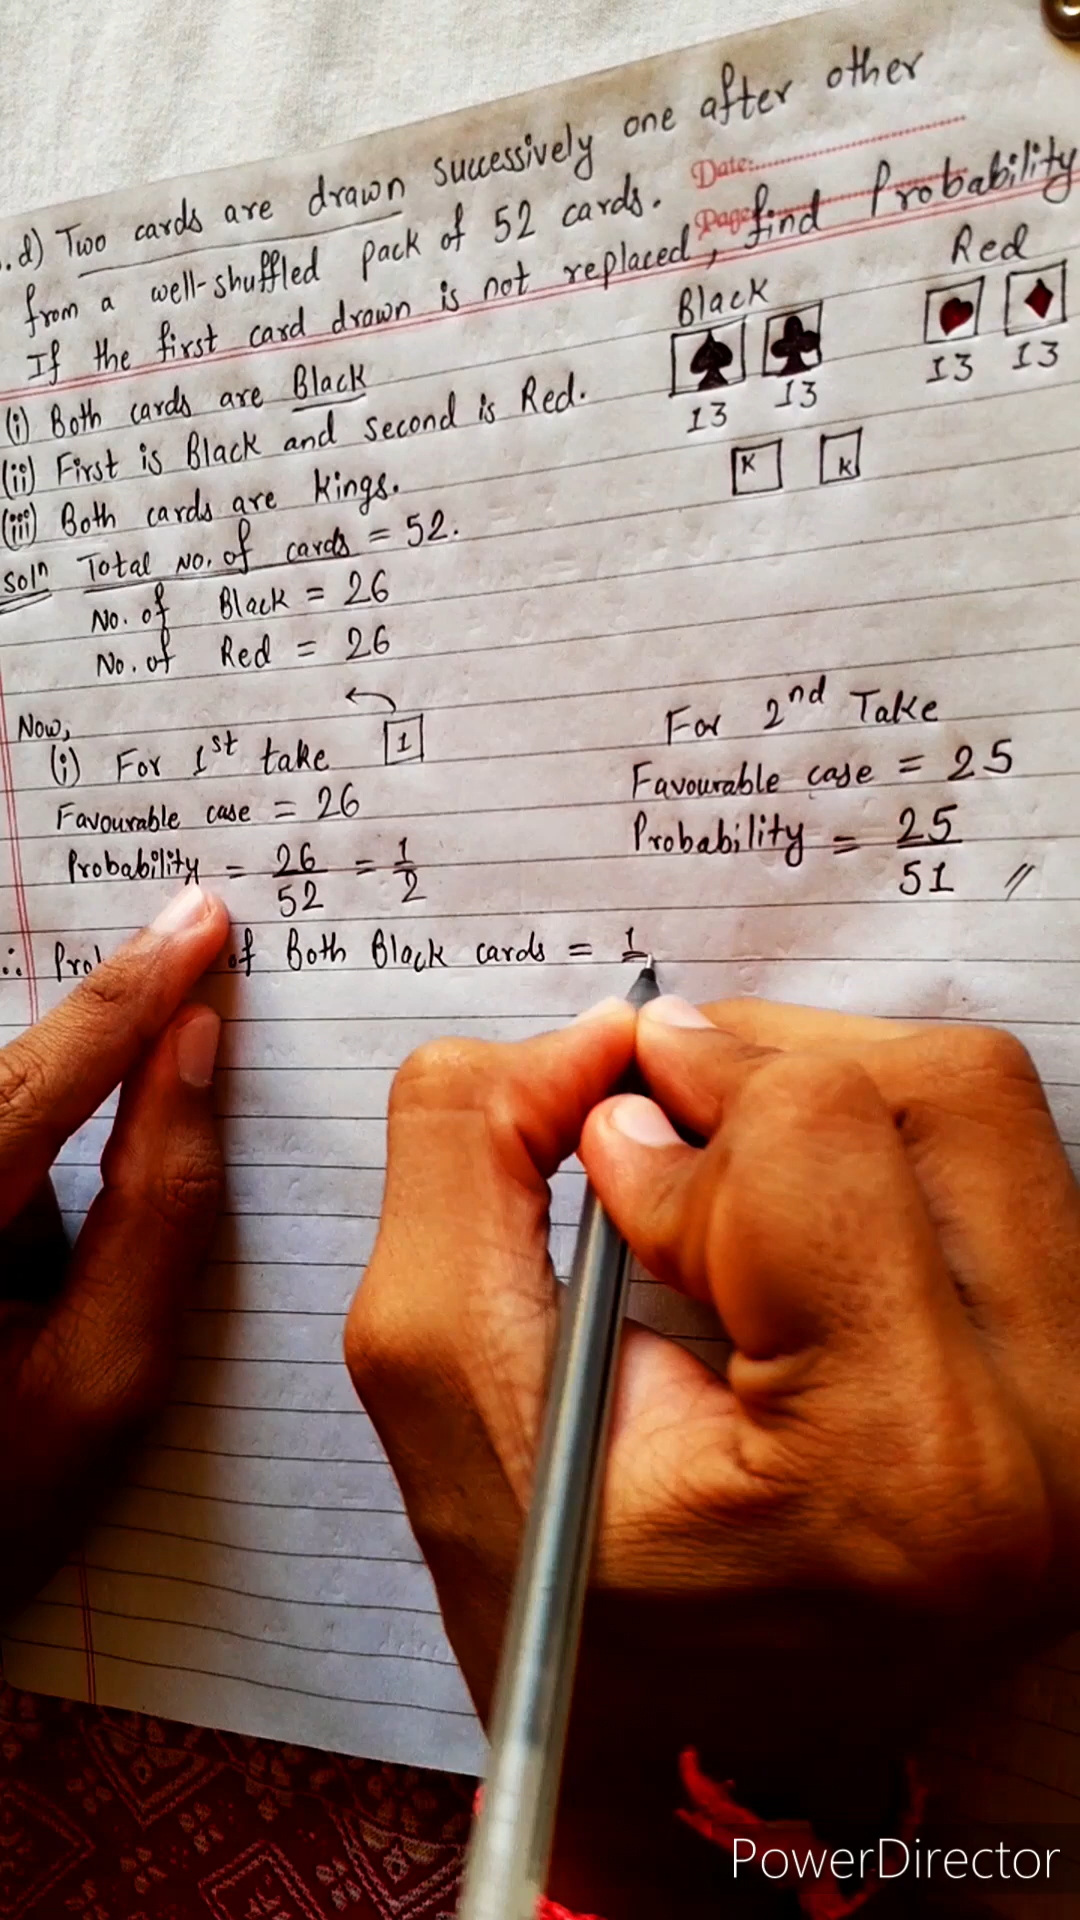 .d) Two cards are drawn successively one after other
from a well-shuffled pack of 52 cards.
Date:
Page:
If the first card drawn is not replaced, find Probability
(i) Both cards are Black
(ii) First is Black and second is Red.
(iii) Both cards are kings.
Black
Red
13 13
13 13
K K
Soln Total No. of cards = 52.
No. of Black = 26
No. of Red = 26
Now,
(i) For 1st take 1
Favourable case = 26
Probability = 26/52 = 1/2
For 2nd Take
Favourable case = 25
Probability = 25/51 //
∴ of Both Black cards = 1
PowerDirector